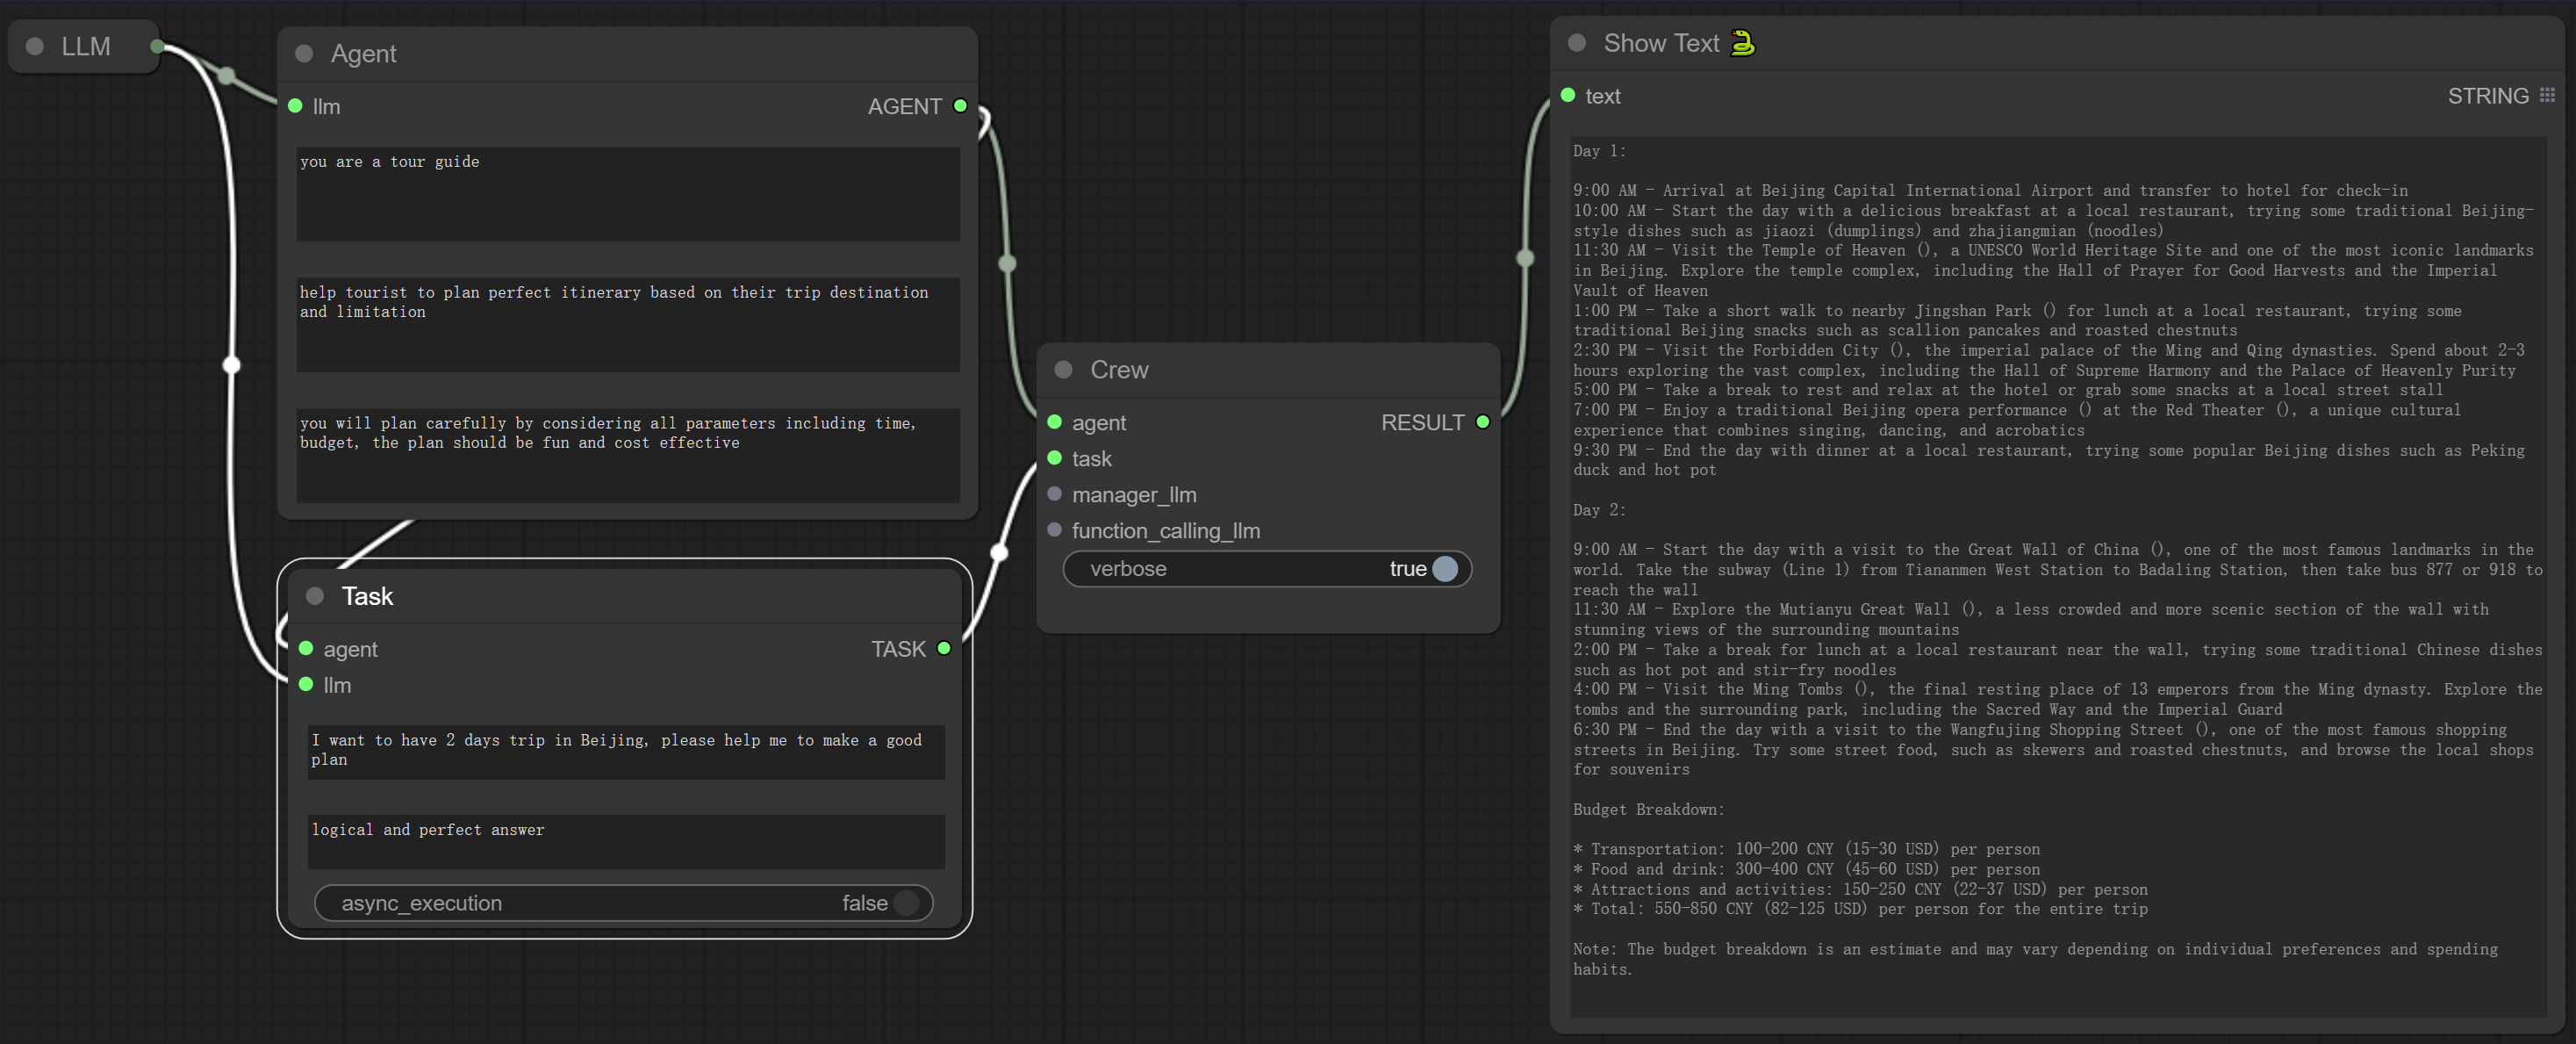 LLM
Agent
llm
AGENT
you are a tour guide
help tourist to plan perfect itinerary based on their trip destination
and limitation
you will plan carefully by considering all parameters including time,
budget, the plan should be fun and cost effective
Task
agent
TASK
llm
I want to have 2 days trip in Beijing, please help me to make a good
plan
logical and perfect answer
async_execution false
Crew
agent
RESULT
task
manager_llm
function_calling_llm
verbose true
Show Text
text
STRING
Day 1:
9:00 AM - Arrival at Beijing Capital International Airport and transfer to hotel for check-in
10:00 AM - Start the day with a delicious breakfast at a local restaurant, trying some traditional Beijing-
style dishes such as jiaozi (dumplings) and zhajiangmian (noodles)
11:30 AM - Visit the Temple of Heaven (), a UNESCO World Heritage Site and one of the most iconic landmarks
in Beijing. Explore the temple complex, including the Hall of Prayer for Good Harvests and the Imperial
Vault of Heaven
1:00 PM - Take a short walk to nearby Jingshan Park () for lunch at a local restaurant, trying some
traditional Beijing snacks such as scallion pancakes and roasted chestnuts
2:30 PM - Visit the Forbidden City (), the imperial palace of the Ming and Qing dynasties. Spend about 2-3
hours exploring the vast complex, including the Hall of Supreme Harmony and the Palace of Heavenly Purity
5:00 PM - Take a break to rest and relax at the hotel or grab some snacks at a local street stall
7:00 PM - Enjoy a traditional Beijing opera performance () at the Red Theater (), a unique cultural
experience that combines singing, dancing, and acrobatics
9:30 PM - End the day with dinner at a local restaurant, trying some popular Beijing dishes such as Peking
duck and hot pot
Day 2:
9:00 AM - Start the day with a visit to the Great Wall of China (), one of the most famous landmarks in the
world. Take the subway (Line 1) from Tiananmen West Station to Badaling Station, then take bus 877 or 918 to
reach the wall
11:30 AM - Explore the Mutianyu Great Wall (), a less crowded and more scenic section of the wall with
stunning views of the surrounding mountains
2:00 PM - Take a break for lunch at a local restaurant near the wall, trying some traditional Chinese dishes
such as hot pot and stir-fry noodles
4:00 PM - Visit the Ming Tombs (), the final resting place of 13 emperors from the Ming dynasty. Explore the
tombs and the surrounding park, including the Sacred Way and the Imperial Guard
6:30 PM - End the day with a visit to the Wangfujing Shopping Street (), one of the most famous shopping
streets in Beijing. Try some street food, such as skewers and roasted chestnuts, and browse the local shops
for souvenirs
Budget Breakdown:
* Transportation: 100-200 CNY (15-30 USD) per person
* Food and drink: 300-400 CNY (45-60 USD) per person
* Attractions and activities: 150-250 CNY (22-37 USD) per person
* Total: 550-850 CNY (82-125 USD) per person for the entire trip
Note: The budget breakdown is an estimate and may vary depending on individual preferences and spending
habits.